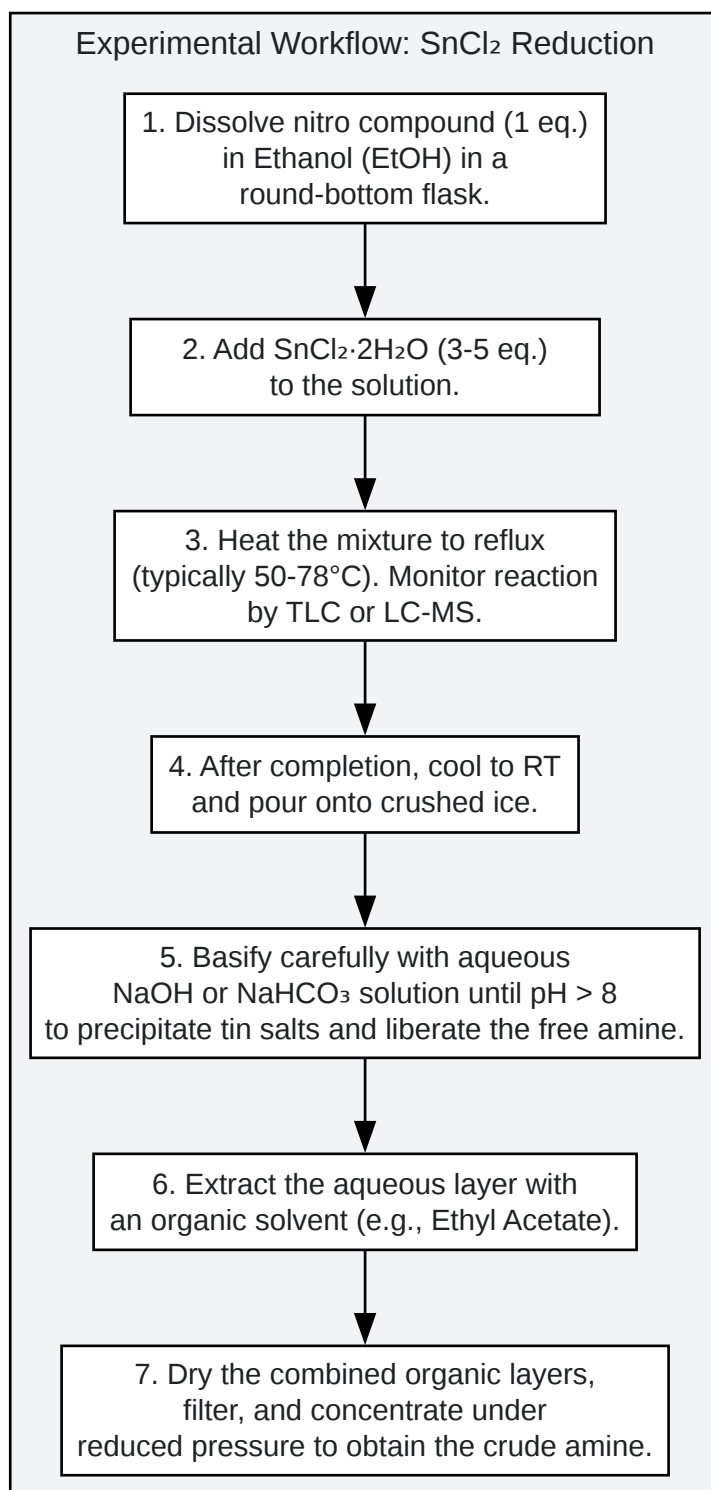 Experimental Workflow: SnCl₂ Reduction
1. Dissolve nitro compound (1 eq.)
in Ethanol (EtOH) in a
round-bottom flask.
2. Add SnCl₂·2H₂O (3-5 eq.)
to the solution.
3. Heat the mixture to reflux
(typically 50-78°C). Monitor reaction
by TLC or LC-MS.
4. After completion, cool to RT
and pour onto crushed ice.
5. Basify carefully with aqueous
NaOH or NaHCO₃ solution until pH > 8
to precipitate tin salts and liberate the free amine.
6. Extract the aqueous layer with
an organic solvent (e.g., Ethyl Acetate).
7. Dry the combined organic layers,
filter, and concentrate under
reduced pressure to obtain the crude amine.